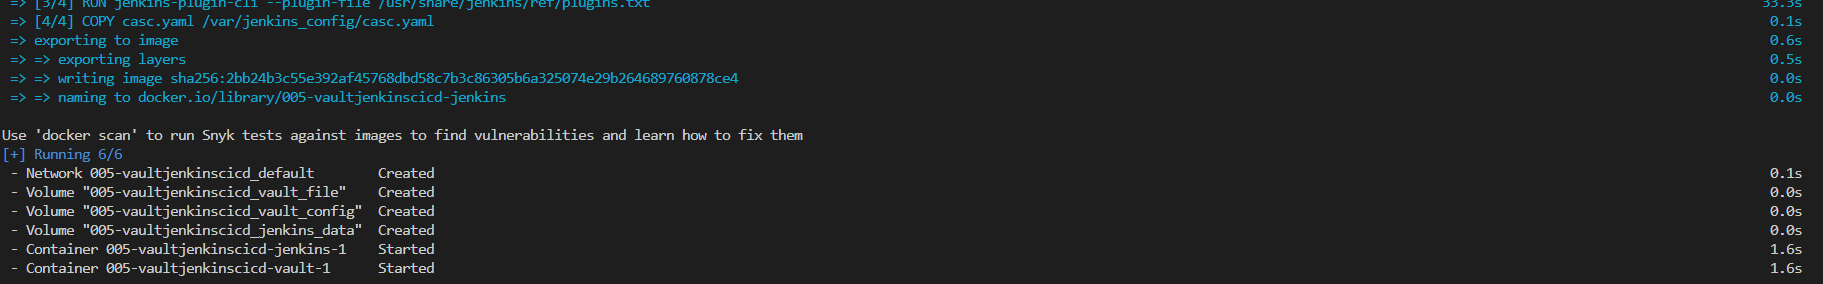 => [3/4] RUN jenkins-plugin-cli --plugin-file /usr/share/jenkins/ref/plugins.txt 33.3s
=> [4/4] COPY casc.yaml /var/jenkins_config/casc.yaml 0.1s
=> exporting to image 0.6s
=> => exporting layers 0.5s
=> => writing image sha256:2bb24b3c55e392af45768dbd58c7b3c86305b6a325074e29b264689760878ce4 0.0s
=> => naming to docker.io/library/005-vaultjenkinscicd-jenkins 0.0s
Use 'docker scan' to run Snyk tests against images to find vulnerabilities and learn how to fix them
[+] Running 6/6
- Network 005-vaultjenkinscicd_default Created 0.1s
- Volume "005-vaultjenkinscicd_vault_file" Created 0.0s
- Volume "005-vaultjenkinscicd_vault_config" Created 0.0s
- Volume "005-vaultjenkinscicd_jenkins_data" Created 0.0s
- Container 005-vaultjenkinscicd-jenkins-1 Started 1.6s
- Container 005-vaultjenkinscicd-vault-1 Started 1.6s